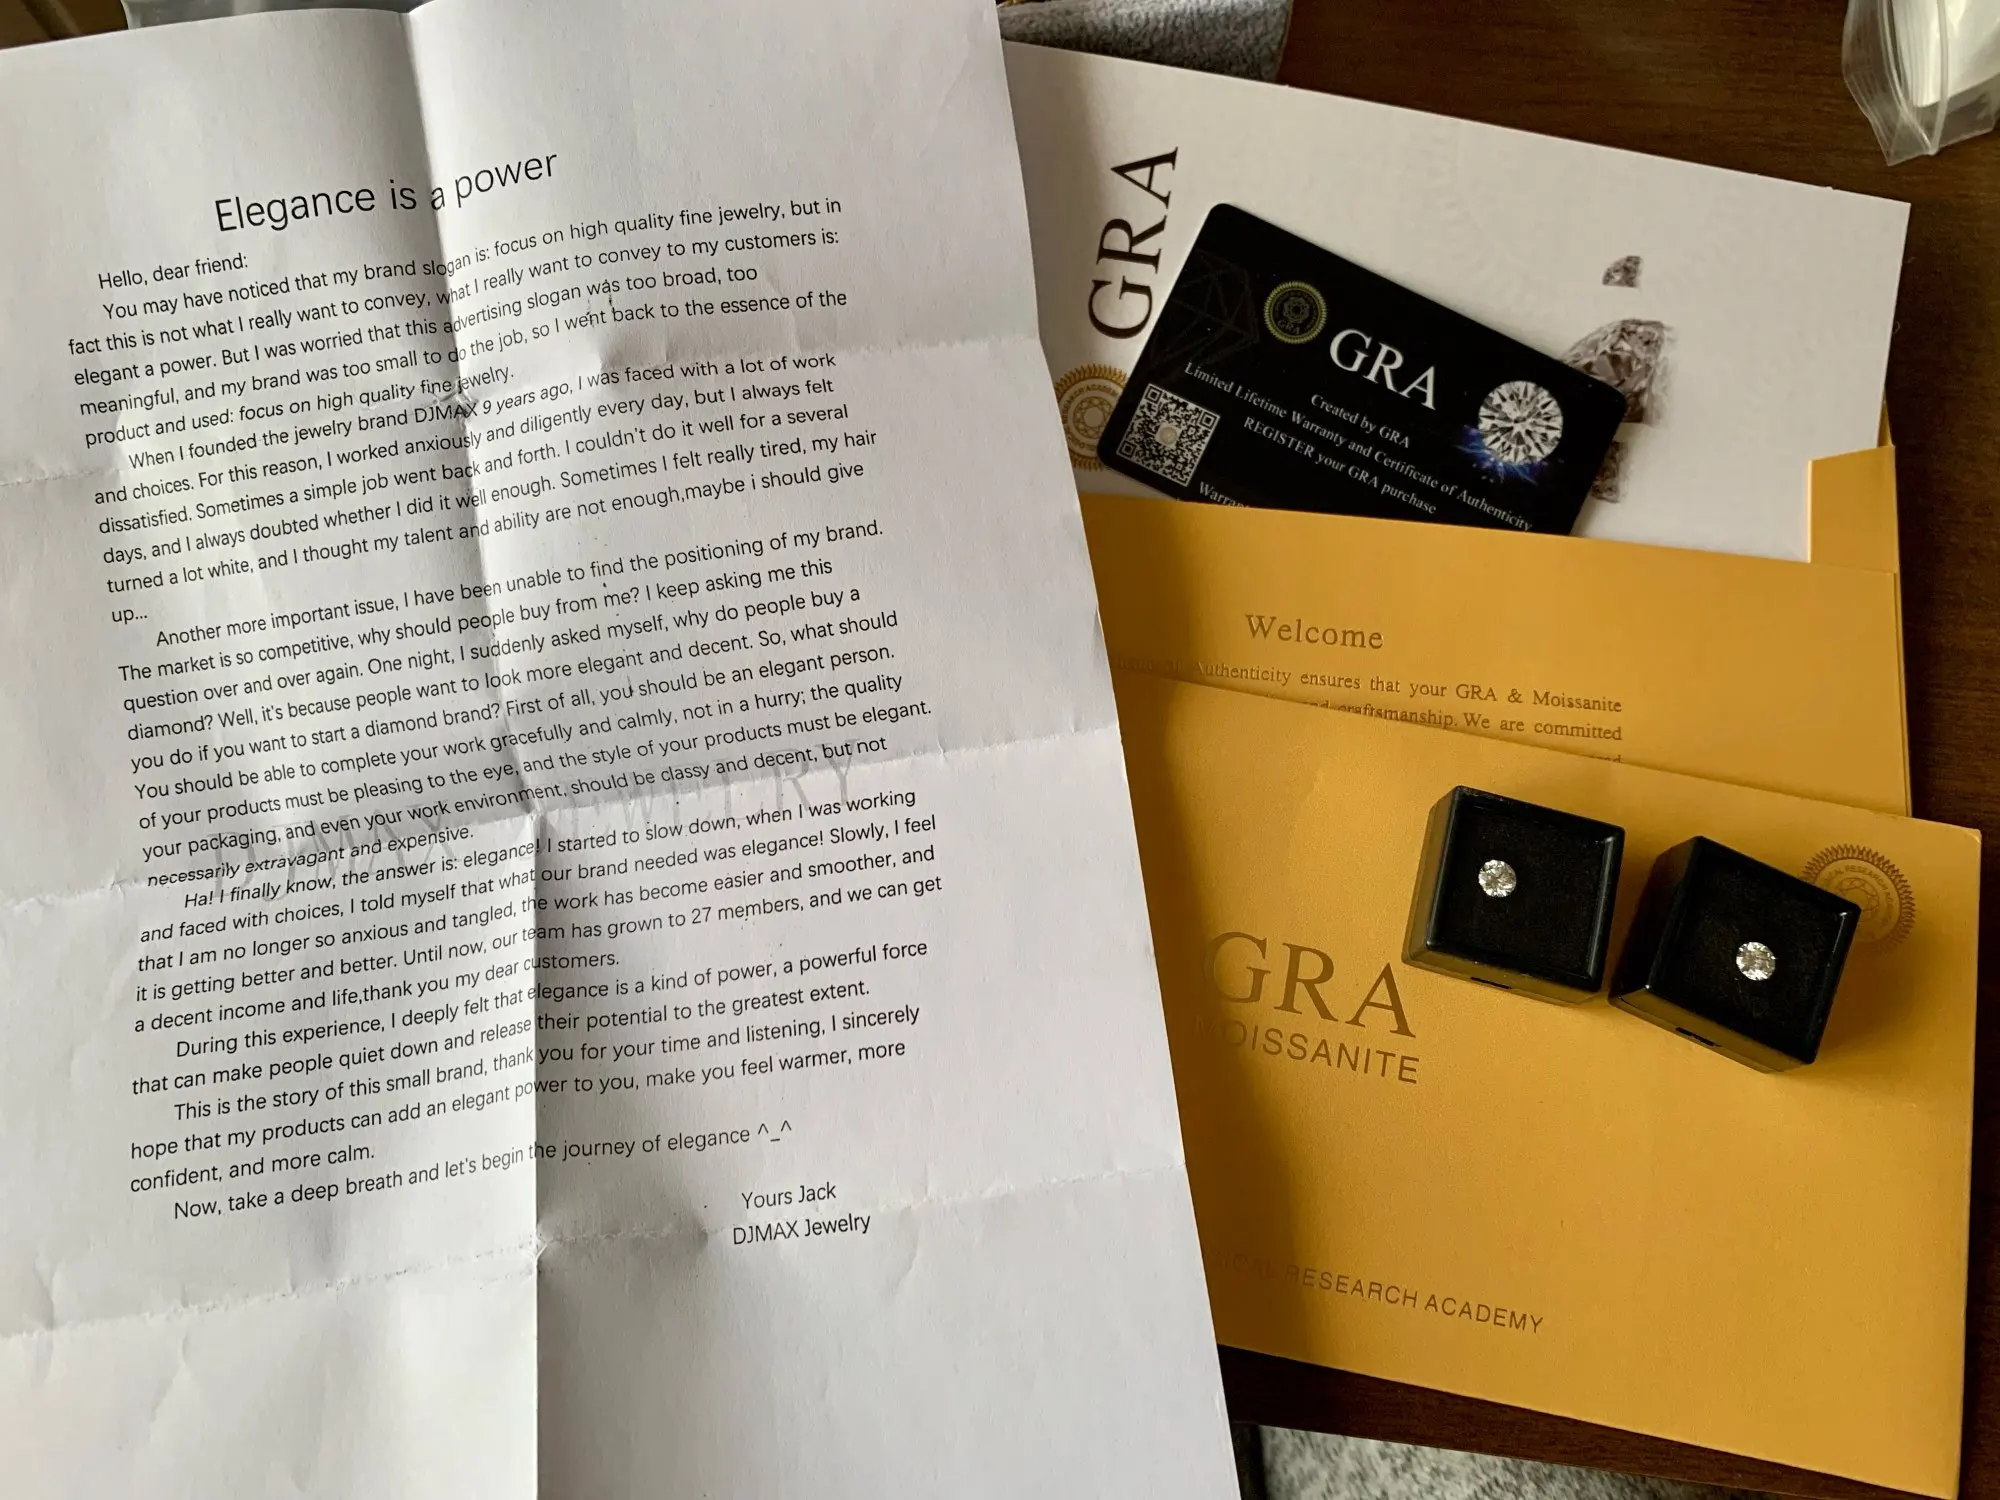 Elegance is a power
Hello, dear friend:
You may have noticed that my brand slogan is: focus on high quality fine jewelry, but in
fact this is not what I really want to convey, what I really want to convey to my customers is:
elegant a power. But I was worried that this advertising slogan was too broad, too
meaningful, and my brand was too small to do the job, so I went back to the essence of the
product and used: focus on high quality fine jewelry.
When I founded the jewelry brand DJMAX 9 years ago, I was faced with a lot of work
and choices. For this reason, I worked anxiously and diligently every day, but I always felt
dissatisfied. Sometimes a simple job went back and forth. I couldn't do it well for a several
days, and I always doubted whether I did it well enough. Sometimes I felt really tired, my hair
turned a lot white, and I thought my talent and ability are not enough,maybe i should give
up...
Another more important issue, I have been unable to find the positioning of my brand.
The market is so competitive, why should people buy from me? I keep asking me this
question over and over again. One night, I suddenly asked myself, why do people buy a
diamond? Well, it's because people want to look more elegant and decent. So, what should
you do if you want to start a diamond brand? First of all, you should be an elegant person.
You should be able to complete your work gracefully and calmly, not in a hurry; the quality
of your products must be pleasing to the eye, and the style of your products must be elegant.
your packaging, and even your work environment, should be classy and decent, but not
necessarily extravagant and expensive.
Ha! I finally know, the answer is: elegance! I started to slow down, when I was working
and faced with choices, I told myself that what our brand needed was elegance! Slowly, I feel
that I am no longer so anxious and tangled, the work has become easier and smoother, and
it is getting better and better. Until now, our team has grown to 27 members, and we can get
a decent income and life,thank you my dear customers.
During this experience, I deeply felt that elegance is a kind of power, a powerful force
that can make people quiet down and release their potential to the greatest extent.
This is the story of this small brand, thank you for your time and listening, I sincerely
hope that my products can add an elegant power to you, make you feel warmer, more
confident, and more calm.
Now, take a deep breath and let's begin the journey of elegance ^_^
Yours Jack
DJMAX Jewelry
DJMAX JEWELRY
GRA
GRA
GRA
Created by GRA
Limited Lifetime Warranty and Certificate of Authenticity
REGISTER your GRA purchase
Welcome
Authenticity ensures that your GRA & Moissanite
and craftsmanship. We are committed
GRA
MOISSANITE
RESEARCH ACADEMY